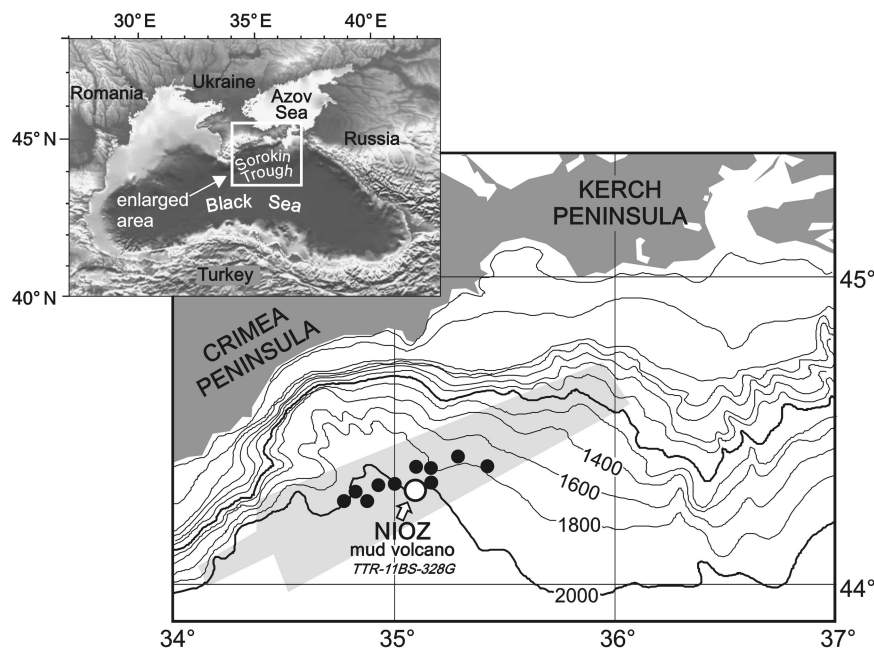 30°E
35°E
40°E
Ukraine
Romania
Azov
Sea
45°N
Russia
Sorokin
Trough
enlarged
area
Black Sea
Turkey
40°N
KERCH
PENINSULA
45°
CRIMEA
PENINSULA
1400
1600
1800
NIOZ
mud volcano
TTR-11BS-328G
2000
44°
34°
35°
36°
37°